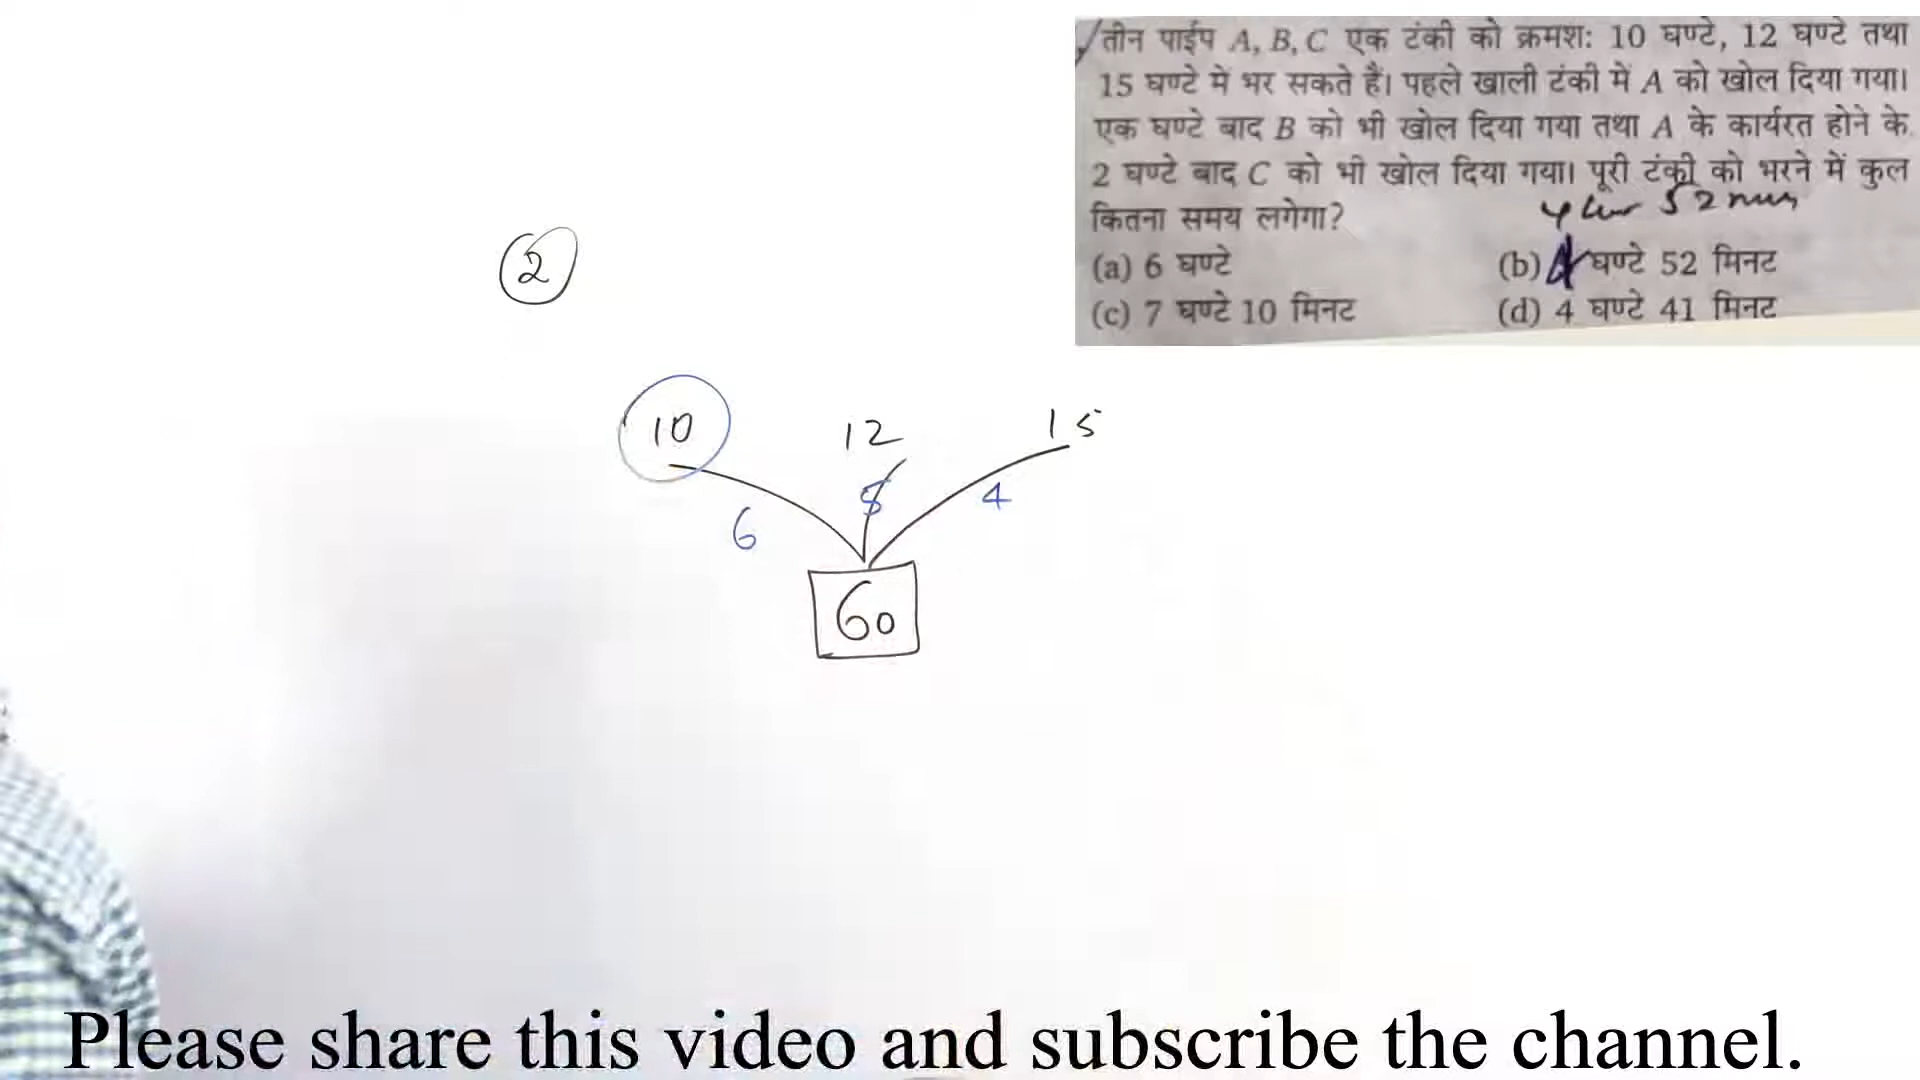 तीन पाईप A, B, C एक टंकी को क्रमश: 10 घण्टे, 12 घण्टे तथा
15 घण्टे में भर सकते हैं। पहले खाली टंकी में A को खोल दिया गया।
एक घण्टे बाद B को भी खोल दिया गया तथा A के कार्यरत होने के
2 घण्टे बाद C को भी खोल दिया गया। पूरी टंकी को भरने में कुल
कितना समय लगेगा?
4 52
(a) 6 घण्टे
(b) 4 घण्टे 52 मिनट
(c) 7 घण्टे 10 मिनट
(d) 4 घण्टे 41 मिनट
2
10 12 15
6 5 4
60
Please share this video and subscribe the channel.